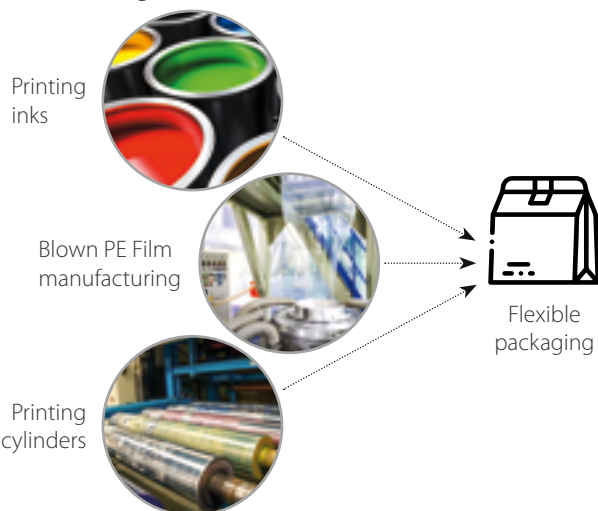 Printing
inks
Blown PE Film
manufacturing
Flexible
packaging
Printing
cylinders